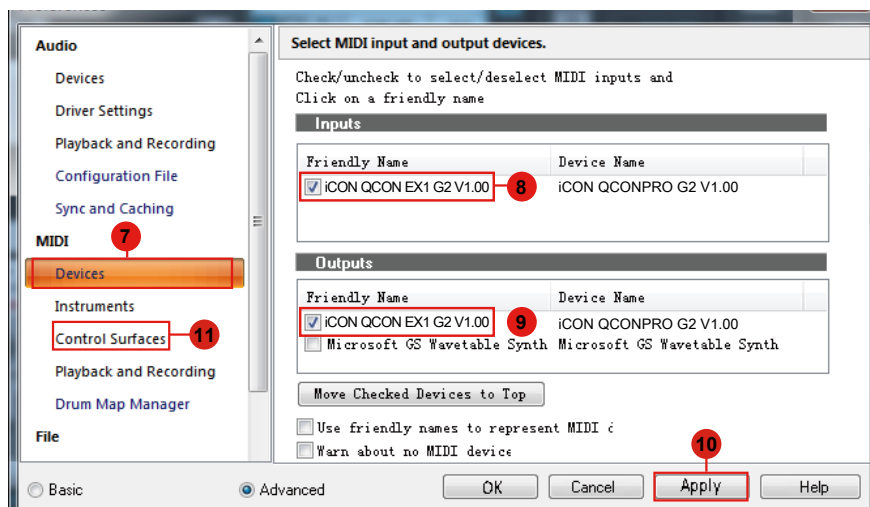 Audio
Devices
Driver Settings
Playback and Recording
Configuration File
Sync and Caching
MIDI
7
Devices
Instruments
Control Surfaces
11
Playback and Recording
Drum Map Manager
File
Select MIDI input and output devices.
Check/uncheck to select/deselect MIDI inputs and
Click on a friendly name
Inputs
Friendly Name Device Name
iCON QCON EX1 G2 V1.00 8 iCON QCONPRO G2 V1.00
Outputs
Friendly Name Device Name
iCON QCON EX1 G2 V1.00 9 iCON QCONPRO G2 V1.00
Microsoft GS Wavetable Synth Microsoft GS Wavetable Synth
Move Checked Devices to Top
Use friendly names to represent MIDI
Warn about no MIDI device
10
Basic Advanced OK Cancel Apply Help